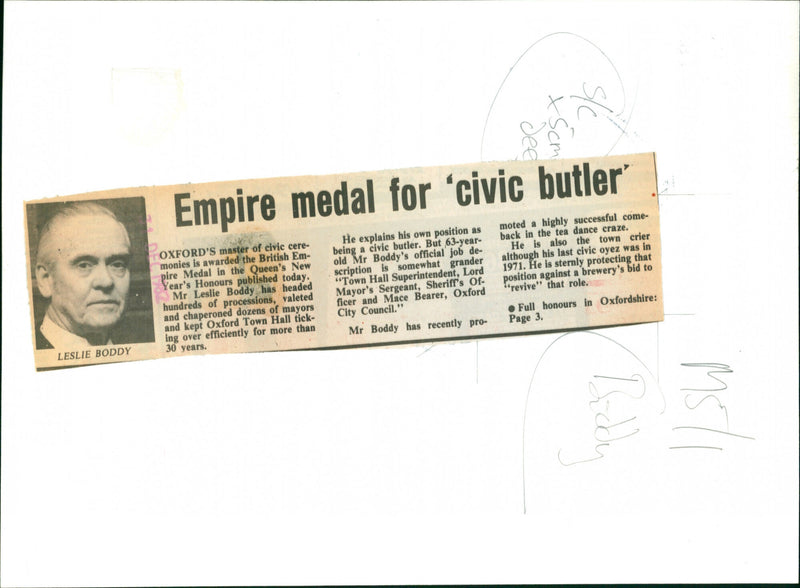 Empire medal for 'civic butler'
OXFORD'S master of civic cere-
monies is awarded the British Em-
pire Medal in the Queen's New
Year's Honours published today.
Mr Leslie Boddy has headed
hundreds of processions, valeted
and chaperoned dozens of mayors
and kept Oxford Town Hall tick-
ing over efficiently for more than
30 years.
He explains his own position as
being a civic butler. But 63-year-
old Mr Boddy's official job de-
scription is somewhat grander
"Town Hall Superintendent, Lord
Mayor's Sergeant, Sheriff's Of-
ficer and Mace Bearer, Oxford
City Council."
Mr Boddy has recently pro-
moted a highly successful come-
back in the tea dance craze.
He is also the town crier
although his last civic oyez was in
1971. He is sternly protecting that
position against a brewery's bid to
"revive" that role.
● Full honours in Oxfordshire:
Page 3.
LESLIE BODDY
S/C
Boddy